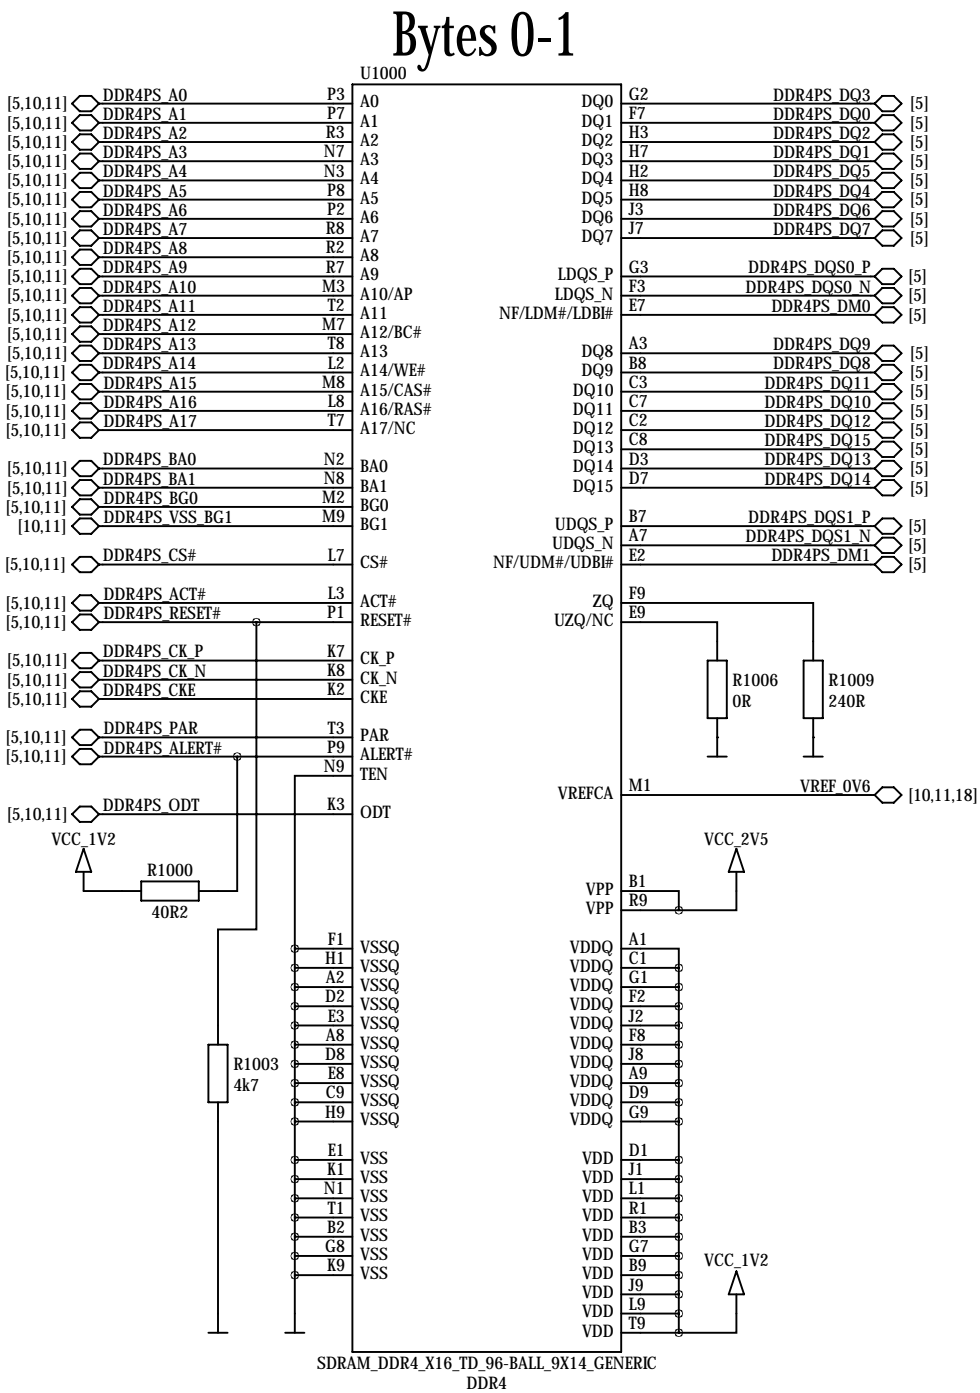 Bytes 0-1
U1000
[5,10,11] DDR4PS_A0 P3 A0 DQ0 G2 DDR4PS_DQ3 [5]
[5,10,11] DDR4PS_A1 P7 A1 DQ1 F7 DDR4PS_DQ0 [5]
[5,10,11] DDR4PS_A2 R3 A2 DQ2 H3 DDR4PS_DQ2 [5]
[5,10,11] DDR4PS_A3 N7 A3 DQ3 H7 DDR4PS_DQ1 [5]
[5,10,11] DDR4PS_A4 N3 A4 DQ4 H2 DDR4PS_DQ5 [5]
[5,10,11] DDR4PS_A5 P8 A5 DQ5 H8 DDR4PS_DQ4 [5]
[5,10,11] DDR4PS_A6 P2 A6 DQ6 J3 DDR4PS_DQ6 [5]
[5,10,11] DDR4PS_A7 R8 A7 DQ7 J7 DDR4PS_DQ7 [5]
[5,10,11] DDR4PS_A8 R2 A8
[5,10,11] DDR4PS_A9 R7 A9 LDQS_P G3 DDR4PS_DQS0_P [5]
[5,10,11] DDR4PS_A10 M3 A10/AP LDQS_N F3 DDR4PS_DQS0_N [5]
[5,10,11] DDR4PS_A11 T2 A11 NF/LDM#/LDBI# E7 DDR4PS_DM0 [5]
[5,10,11] DDR4PS_A12 M7 A12/BC#
[5,10,11] DDR4PS_A13 T8 A13 DQ8 A3 DDR4PS_DQ9 [5]
[5,10,11] DDR4PS_A14 L2 A14/WE# DQ9 B8 DDR4PS_DQ8 [5]
[5,10,11] DDR4PS_A15 M8 A15/CAS# DQ10 C3 DDR4PS_DQ11 [5]
[5,10,11] DDR4PS_A16 L8 A16/RAS# DQ11 C7 DDR4PS_DQ10 [5]
[5,10,11] DDR4PS_A17 T7 A17/NC DQ12 C2 DDR4PS_DQ12 [5]
DQ13 C8 DDR4PS_DQ15 [5]
[5,10,11] DDR4PS_BA0 N2 BA0 DQ14 D3 DDR4PS_DQ13 [5]
[5,10,11] DDR4PS_BA1 N8 BA1 DQ15 D7 DDR4PS_DQ14 [5]
[5,10,11] DDR4PS_BG0 M2 BG0
[10,11] DDR4PS_VSS_BG1 M9 BG1 UDQS_P B7 DDR4PS_DQS1_P [5]
UDQS_N A7 DDR4PS_DQS1_N [5]
[5,10,11] DDR4PS_CS# L7 CS# NF/UDM#/UDBI# E2 DDR4PS_DM1 [5]
[5,10,11] DDR4PS_ACT# L3 ACT# ZQ F9
[5,10,11] DDR4PS_RESET# P1 RESET# UZQ/NC E9
[5,10,11] DDR4PS_CK_P K7 CK_P
[5,10,11] DDR4PS_CK_N K8 CK_N R1006 R1009
[5,10,11] DDR4PS_CKE K2 CKE 0R 240R
[5,10,11] DDR4PS_PAR T3 PAR
[5,10,11] DDR4PS_ALERT# P9 ALERT#
N9 TEN
VREFCA M1 VREF_0V6 [10,11,18]
[5,10,11] DDR4PS_ODT K3 ODT
VCC_1V2 VCC_2V5
R1000
40R2
VPP B1
VPP R9
F1 VSSQ VDDQ A1
H1 VSSQ VDDQ C1
A2 VSSQ VDDQ G1
D2 VSSQ VDDQ F2
E3 VSSQ VDDQ J2
A8 VSSQ VDDQ F8
R1003 D8 VSSQ VDDQ J8
4k7 E8 VSSQ VDDQ A9
C9 VSSQ VDDQ D9
H9 VSSQ VDDQ G9
E1 VSS VDD D1
K1 VSS VDD J1
N1 VSS VDD L1
T1 VSS VDD R1
B2 VSS VDD B3
G8 VSS VDD G7
K9 VSS VDD B9 VCC_1V2
VDD J9
VDD L9
VDD T9
SDRAM_DDR4_X16_TD_96-BALL_9X14_GENERIC
DDR4